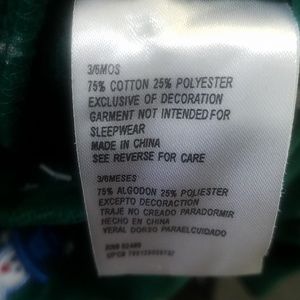 3/6MOS
75% COTTON 25% POLYESTER
EXCLUSIVE OF DECORATION
GARMENT NOT INTENDED FOR
SLEEPWEAR
MADE IN CHINA
SEE REVERSE FOR CARE
3/6MESES
75% ALGODON 25% POLIESTER
EXCEPTO DECORACTION
TRAJE NO CREADO PARADORMIR
HECHO EN CHINA
VERAL DORSO PARAELCUIDADO